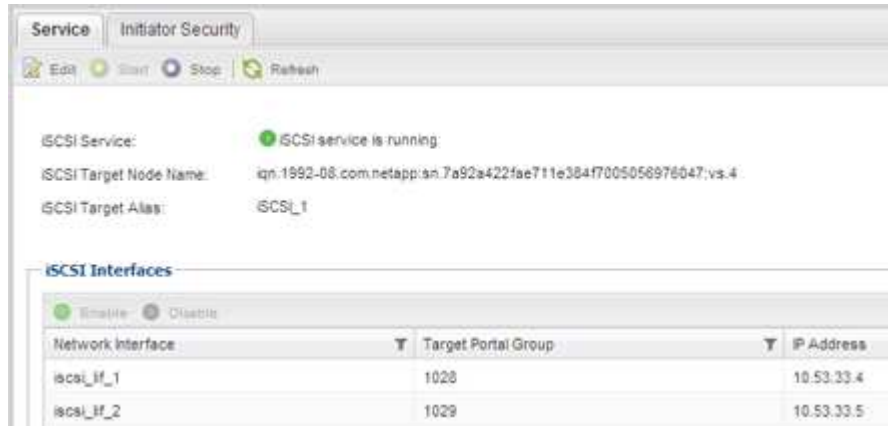 Service Initiator Security
Edit Start Stop Refresh
iSCSI Service: iSCSI service is running
iSCSI Target Node Name: iqn.1992-08.com.netapp:sn.7a92a422fae711e384f7005056976047:vs.4
iSCSI Target Alias: iSCSI_1
iSCSI Interfaces
Enable Disable
Network Interface Target Portal Group IP Address
iscsi_lif_1 1028 10.53.33.4
iscsi_lif_2 1029 10.53.33.5